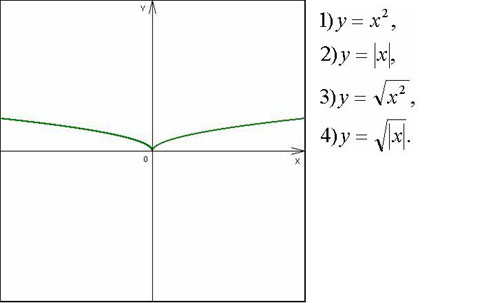 Y
0
X
1) y = x²,
2) y = |x|,
3) y = √x²,
4) y = √|x|.